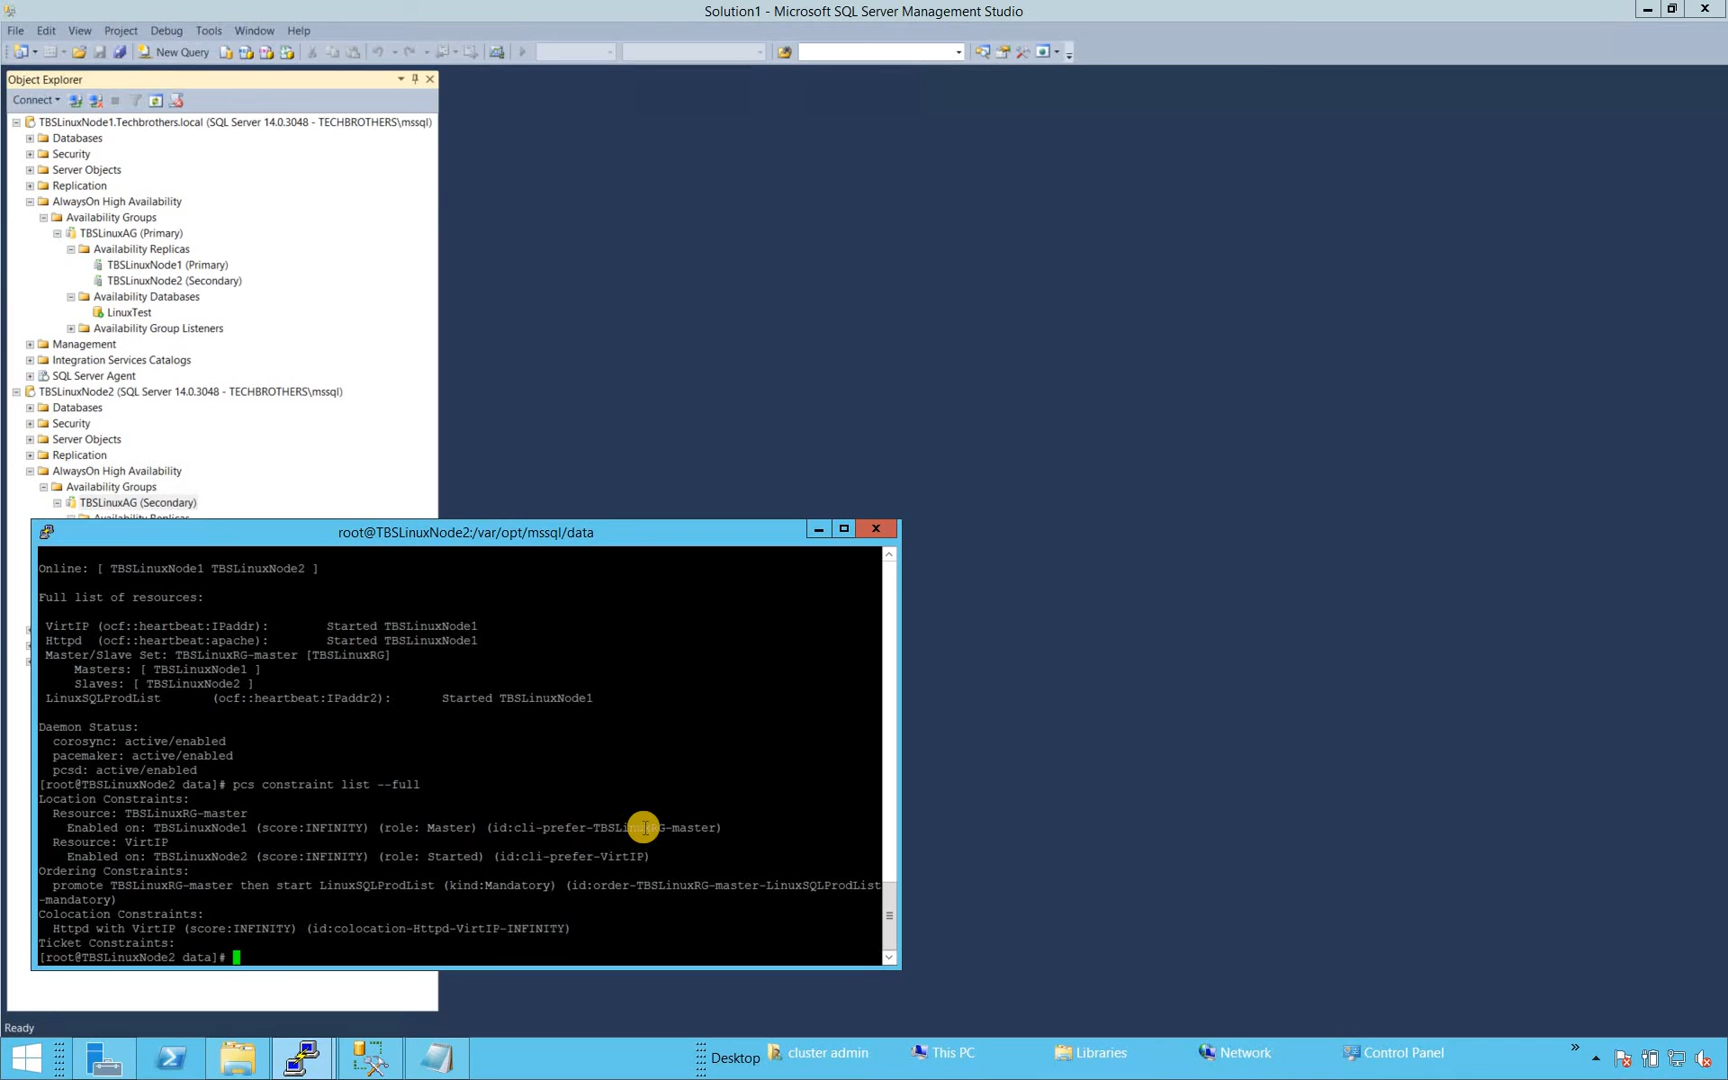 Solution1 - Microsoft SQL Server Management Studio
File Edit View Project Debug Tools Window Help
New Query
Object Explorer
Connect
TBSLinuxNode1.Techbrothers.local (SQL Server 14.0.3048 - TECHBROTHERS\mssql)
Databases
Security
Server Objects
Replication
AlwaysOn High Availability
Availability Groups
TBSLinuxAG (Primary)
Availability Replicas
TBSLinuxNode1 (Primary)
TBSLinuxNode2 (Secondary)
Availability Databases
LinuxTest
Availability Group Listeners
Management
Integration Services Catalogs
SQL Server Agent
TBSLinuxNode2 (SQL Server 14.0.3048 - TECHBROTHERS\mssql)
Databases
Security
Server Objects
Replication
AlwaysOn High Availability
Availability Groups
TBSLinuxAG (Secondary)
Availability Replicas
root@TBSLinuxNode2:/var/opt/mssql/data
Online: [ TBSLinuxNode1 TBSLinuxNode2 ]
Full list of resources:
VirtIP (ocf::heartbeat:IPaddr): Started TBSLinuxNode1
Httpd (ocf::heartbeat:apache): Started TBSLinuxNode1
Master/Slave Set: TBSLinuxRG-master [TBSLinuxRG]
Masters: [ TBSLinuxNode1 ]
Slaves: [ TBSLinuxNode2 ]
LinuxSQLProdList (ocf::heartbeat:IPaddr2): Started TBSLinuxNode1
Daemon Status:
corosync: active/enabled
pacemaker: active/enabled
pcsd: active/enabled
[root@TBSLinuxNode2 data]# pcs constraint list --full
Location Constraints:
Resource: TBSLinuxRG-master
Enabled on: TBSLinuxNode1 (score:INFINITY) (role: Master) (id:cli-prefer-TBSLinuxRG-master)
Resource: VirtIP
Enabled on: TBSLinuxNode2 (score:INFINITY) (role: Started) (id:cli-prefer-VirtIP)
Ordering Constraints:
promote TBSLinuxRG-master then start LinuxSQLProdList (kind:Mandatory) (id:order-TBSLinuxRG-master-LinuxSQLProdList
-mandatory)
Colocation Constraints:
Httpd with VirtIP (score:INFINITY) (id:colocation-Httpd-VirtIP-INFINITY)
Ticket Constraints:
[root@TBSLinuxNode2 data]#
Ready
Desktop cluster admin This PC Libraries Network Control Panel